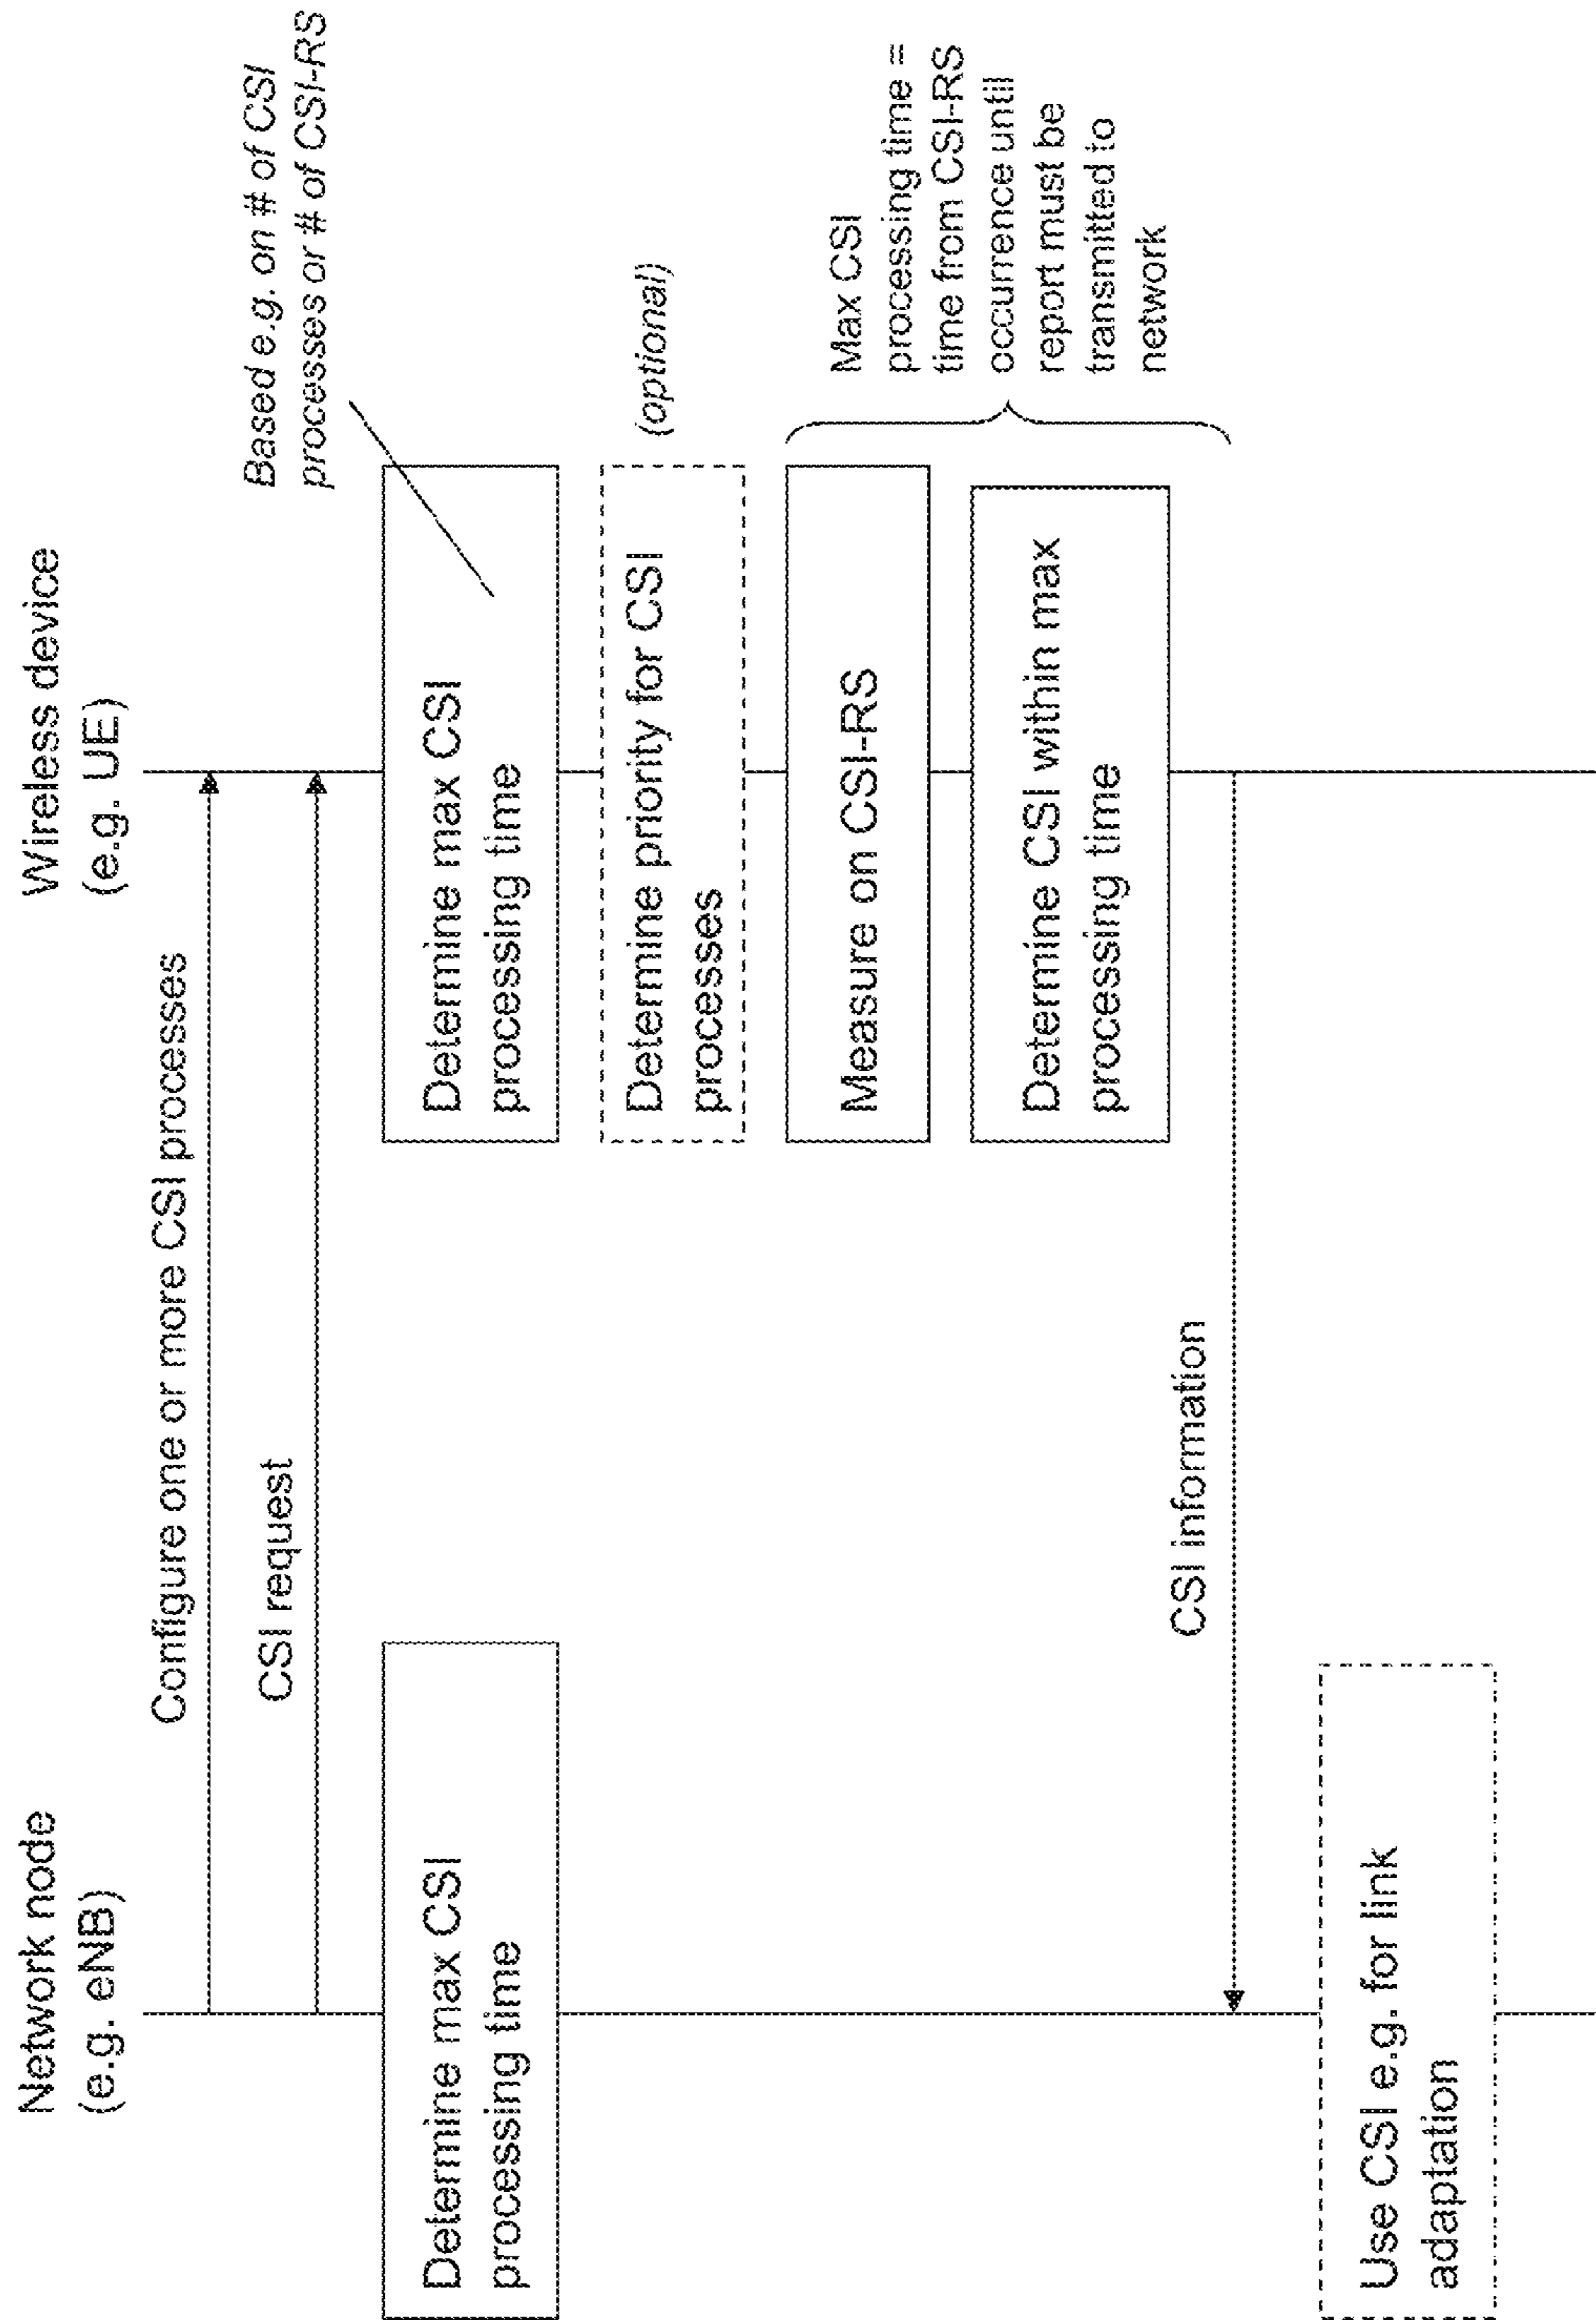 Network node
(e.g. eNB)
Wireless device
(e.g. UE)
Configure one or more CSI processes
CSI request
Based e.g. on # of CSI
processes or # of CSI-RS
Determine max CSI
processing time
Determine max CSI
processing time
Determine priority for CSI
processes
(optional)
Measure on CSI-RS
Determine CSI within max
processing time
Max CSI
processing time =
time from CSI-RS
occurrence until
report must be
transmitted to
network
CSI information
Use CSI e.g. for link
adaptation